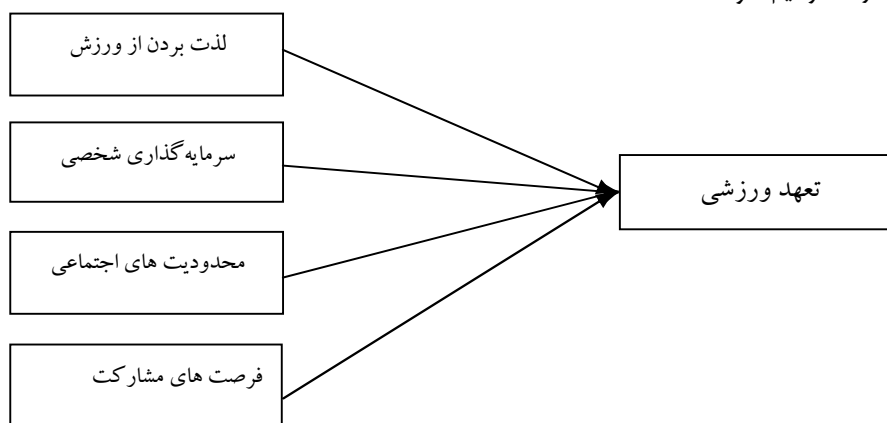 لذت بردن از ورزش
سرمایه‌گذاری شخصی
تعهد ورزشی
محدودیت های اجتماعی
فرصت های مشارکت